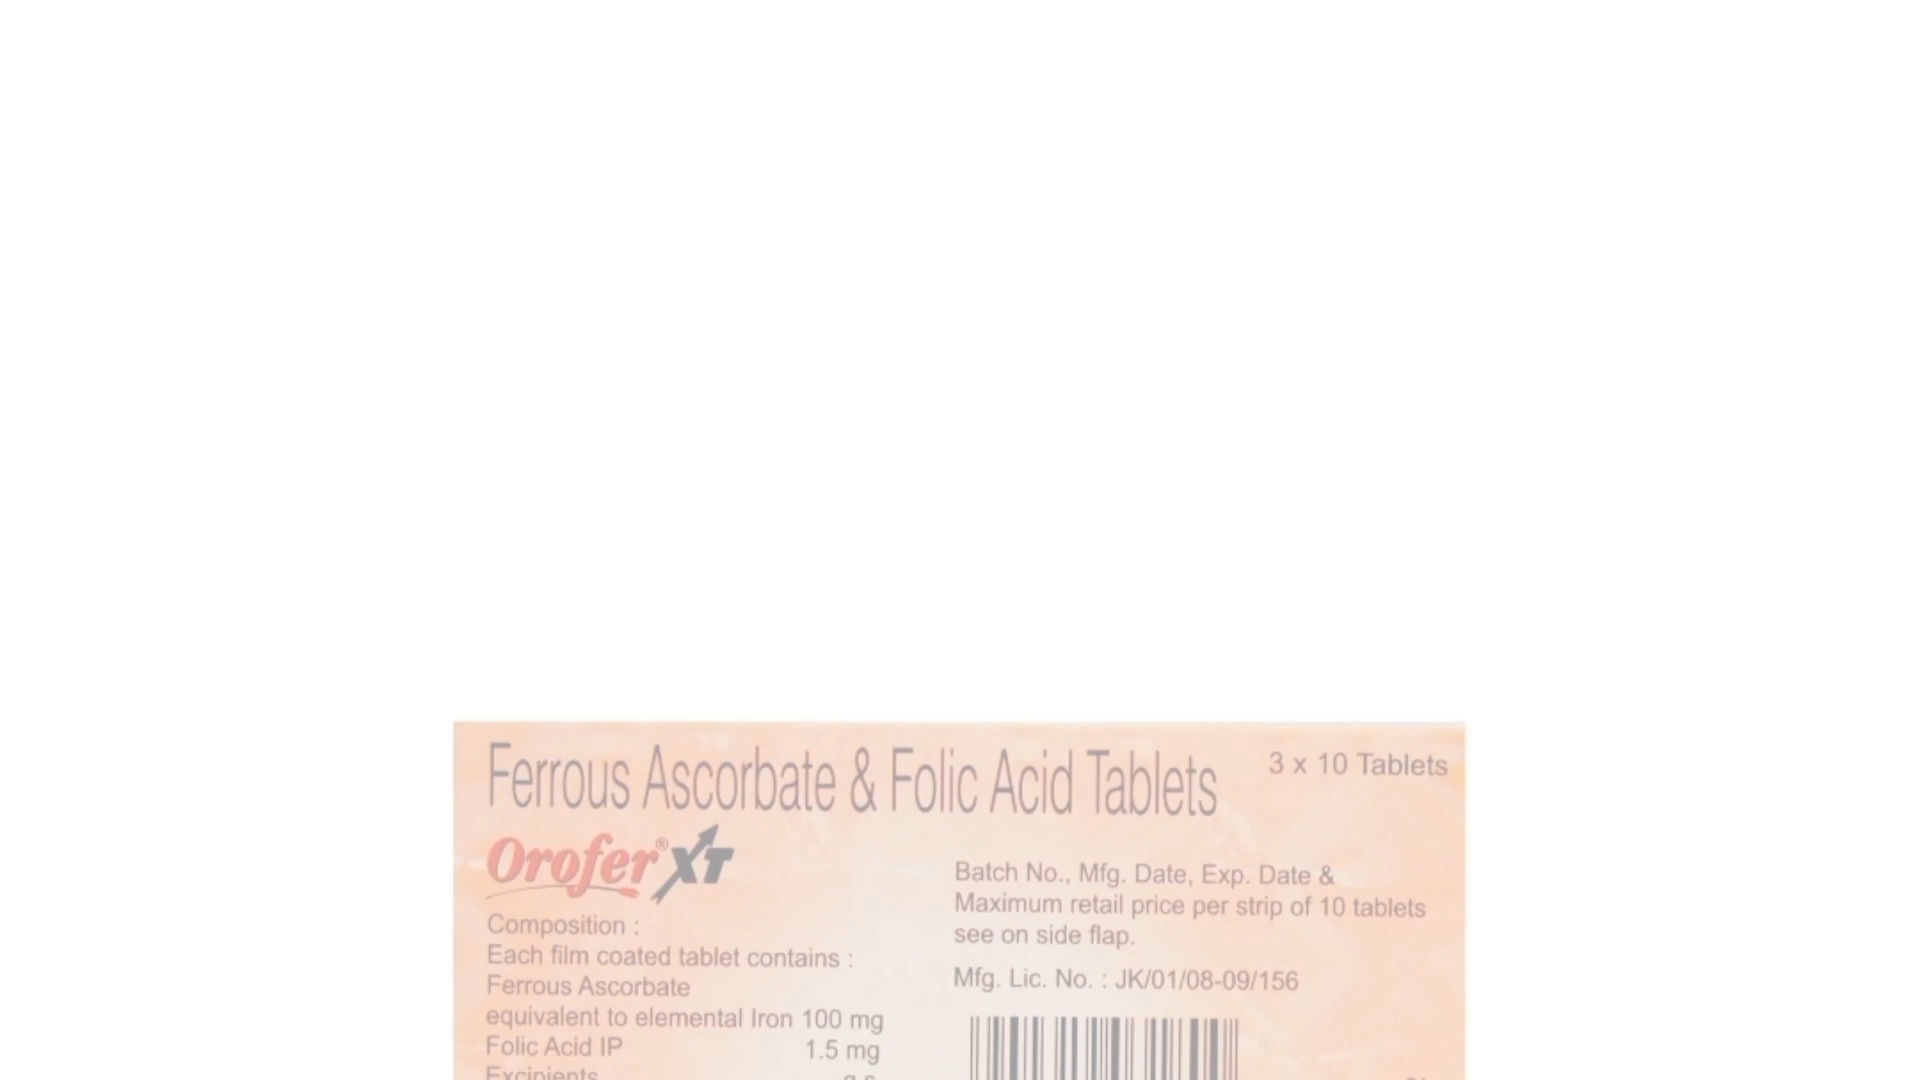 Ferrous Ascorbate & Folic Acid Tablets
3 x 10 Tablets
Orofer® XT
Composition :
Each film coated tablet contains :
Ferrous Ascorbate
equivalent to elemental Iron 100 mg
Folic Acid IP 1.5 mg
Excipients q.s.
Batch No., Mfg. Date, Exp. Date &
Maximum retail price per strip of 10 tablets
see on side flap.
Mfg. Lic. No. : JK/01/08-09/156